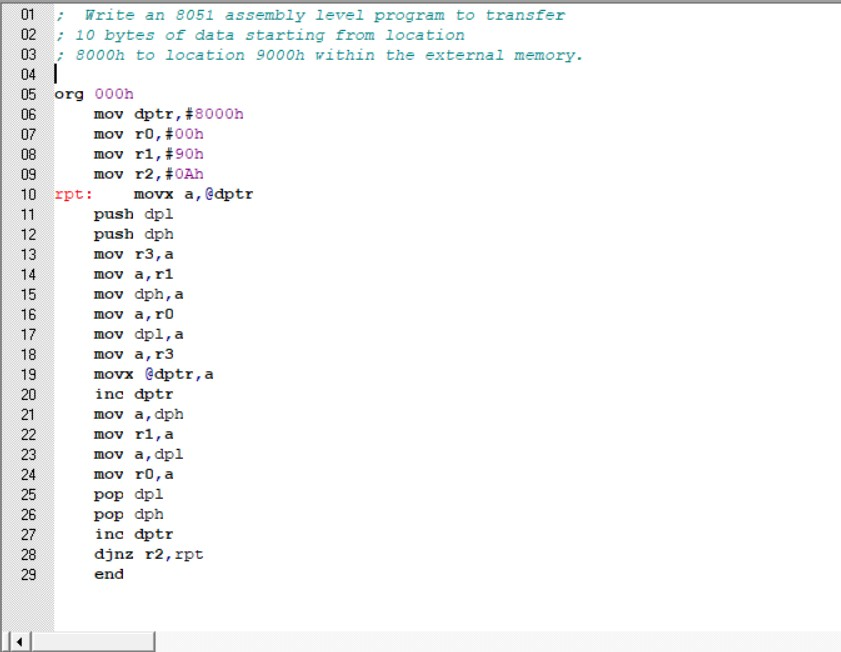 01 ;  Write an 8051 assembly level program to transfer
02 ; 10 bytes of data starting from location
03 ; 8000h to location 9000h within the external memory.
04
05 org 000h
06     mov dptr,#8000h
07     mov r0,#00h
08     mov r1,#90h
09     mov r2,#0Ah
10 rpt:    movx a,@dptr
11     push dpl
12     push dph
13     mov r3,a
14     mov a,r1
15     mov dph,a
16     mov a,r0
17     mov dpl,a
18     mov a,r3
19     movx @dptr,a
20     inc dptr
21     mov a,dph
22     mov r1,a
23     mov a,dpl
24     mov r0,a
25     pop dpl
26     pop dph
27     inc dptr
28     djnz r2,rpt
29     end